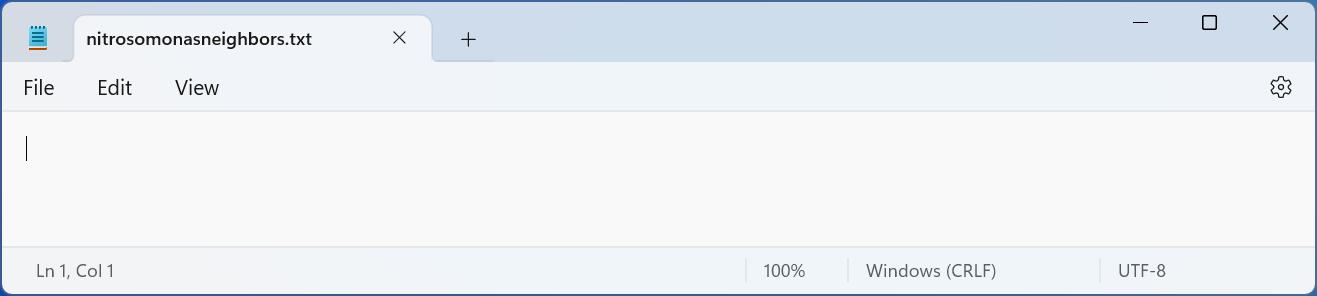 nitrosomonasneighbors.txt
File Edit View
Ln 1, Col 1 100% Windows (CRLF) UTF-8